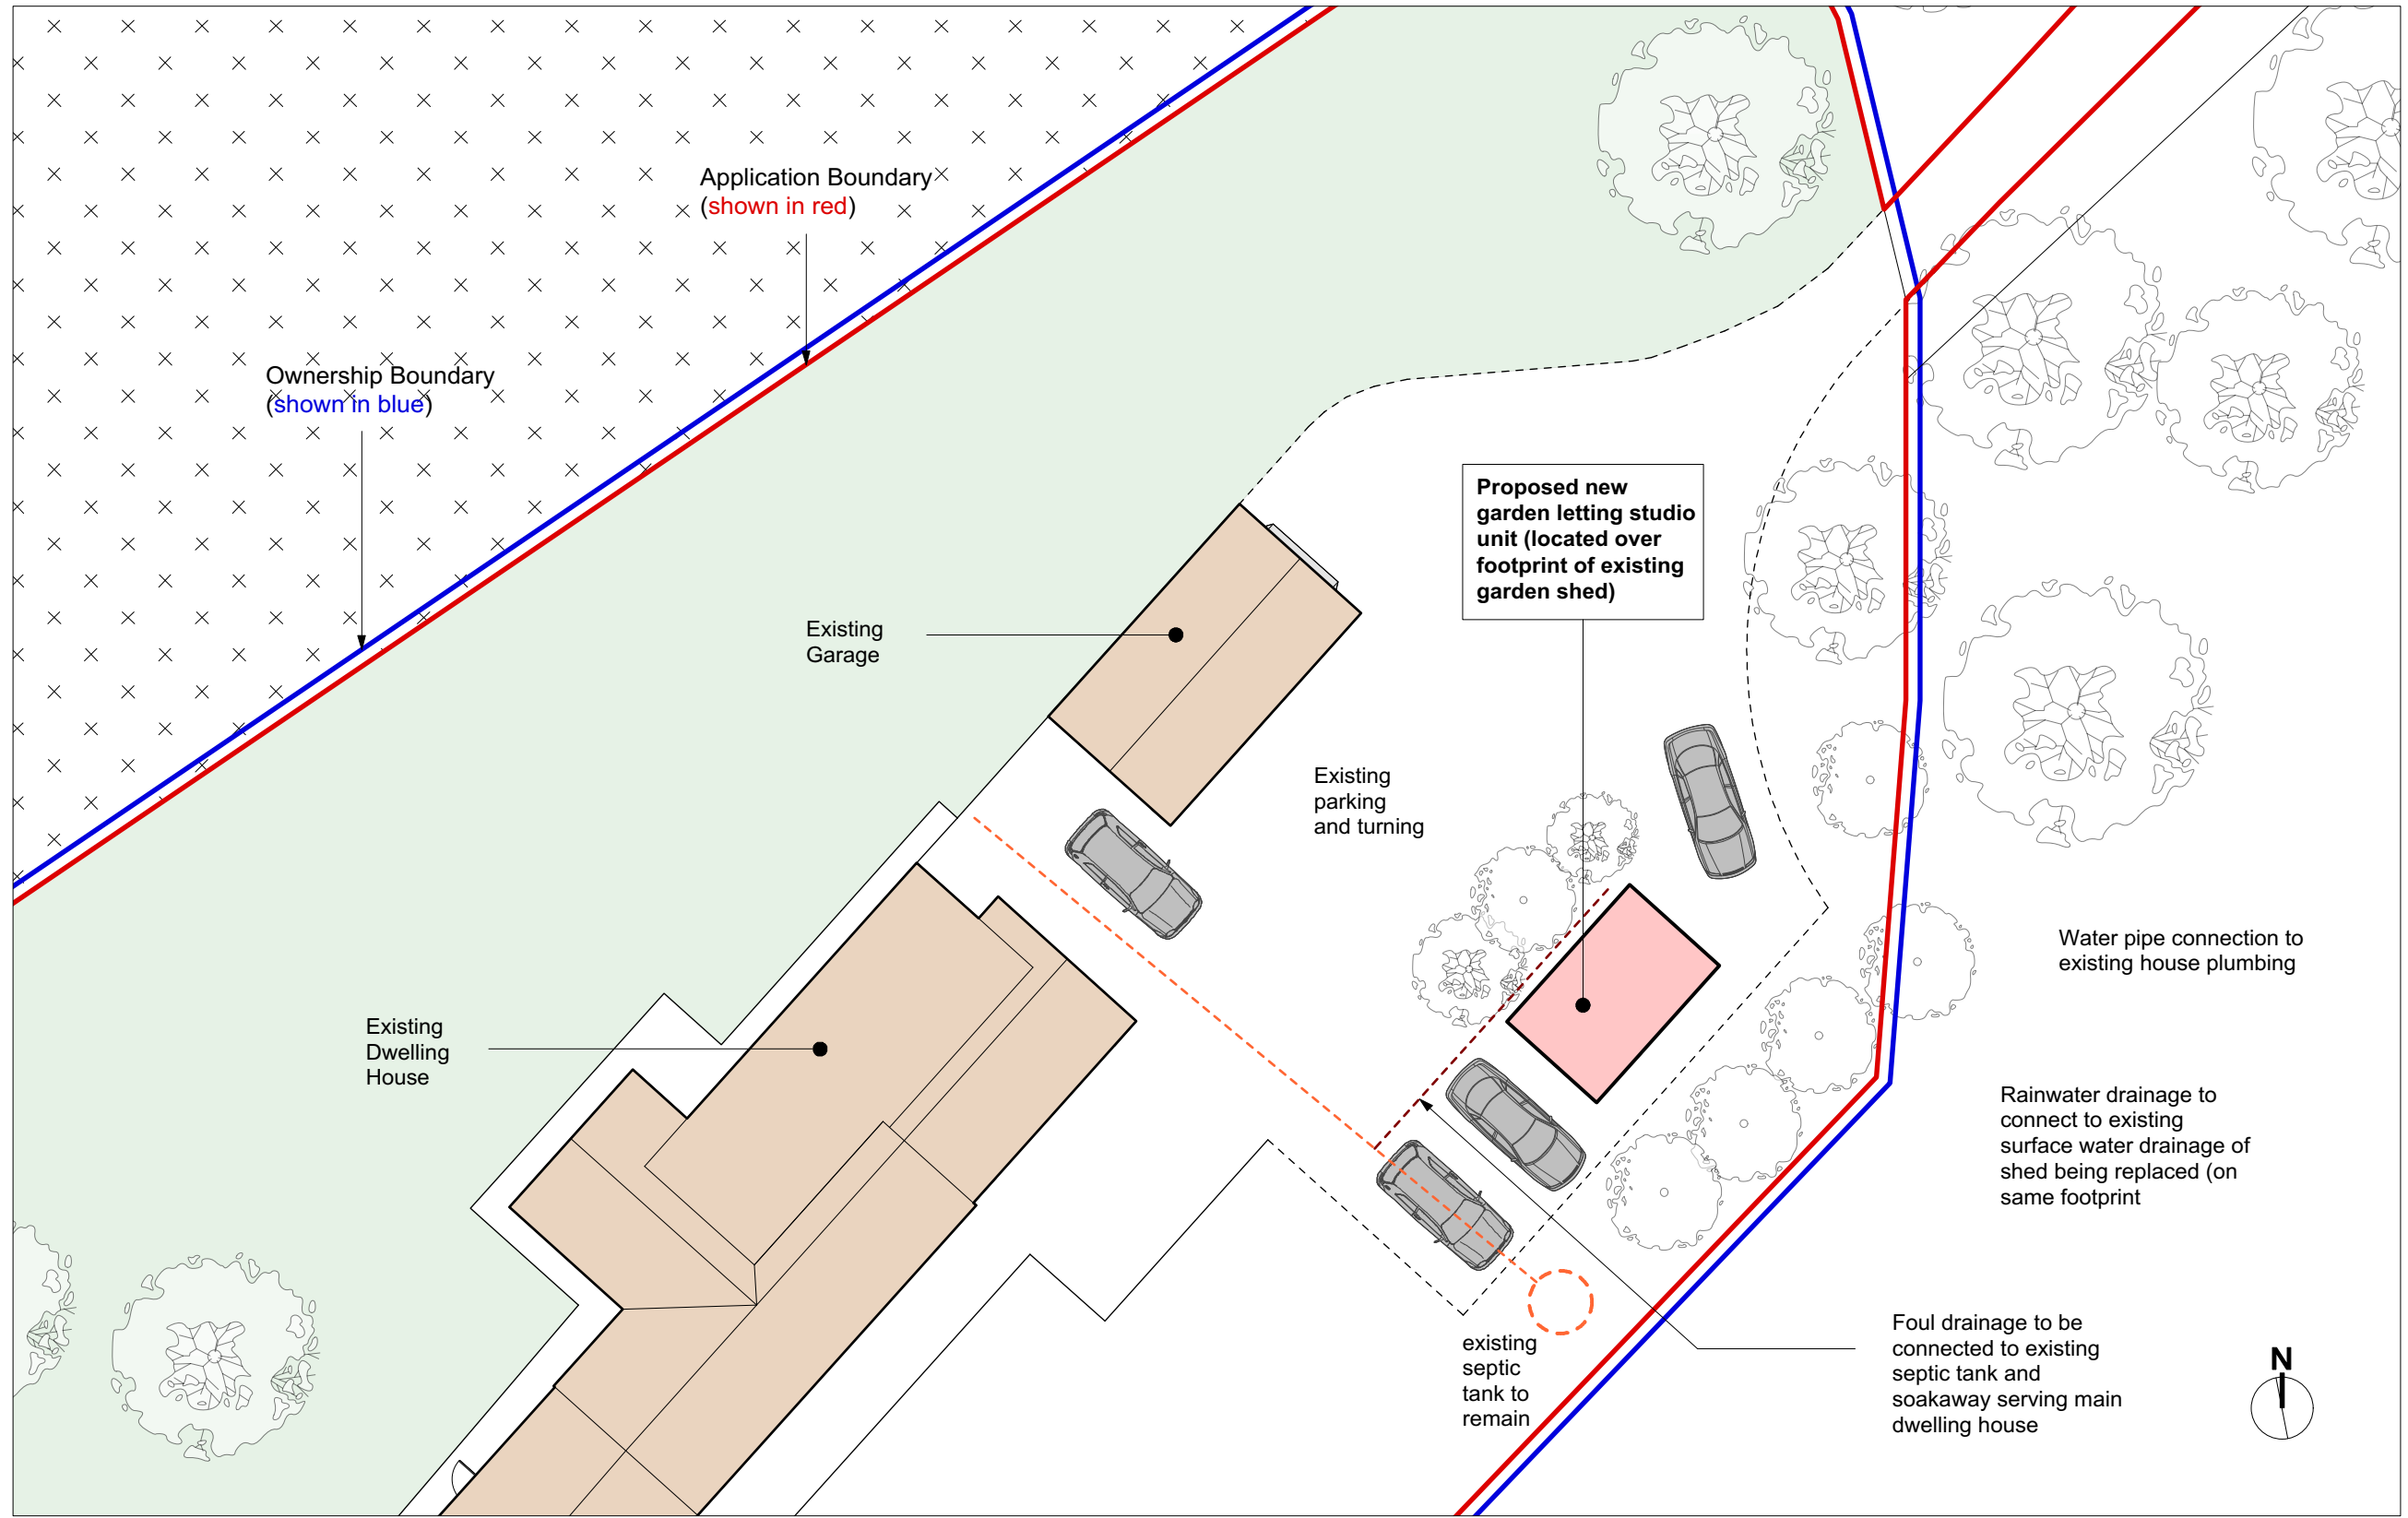 Application Boundary
(shown in red)
Ownership Boundary
(shown in blue)
Proposed new
garden letting studio
unit (located over
footprint of existing
garden shed)
Existing
Garage
Existing
parking
and turning
Water pipe connection to
existing house plumbing
Existing
Dwelling
House
Rainwater drainage to
connect to existing
surface water drainage of
shed being replaced (on
same footprint
Foul drainage to be
connected to existing
septic tank and
soakaway serving main
dwelling house
existing
septic
tank to
remain
N